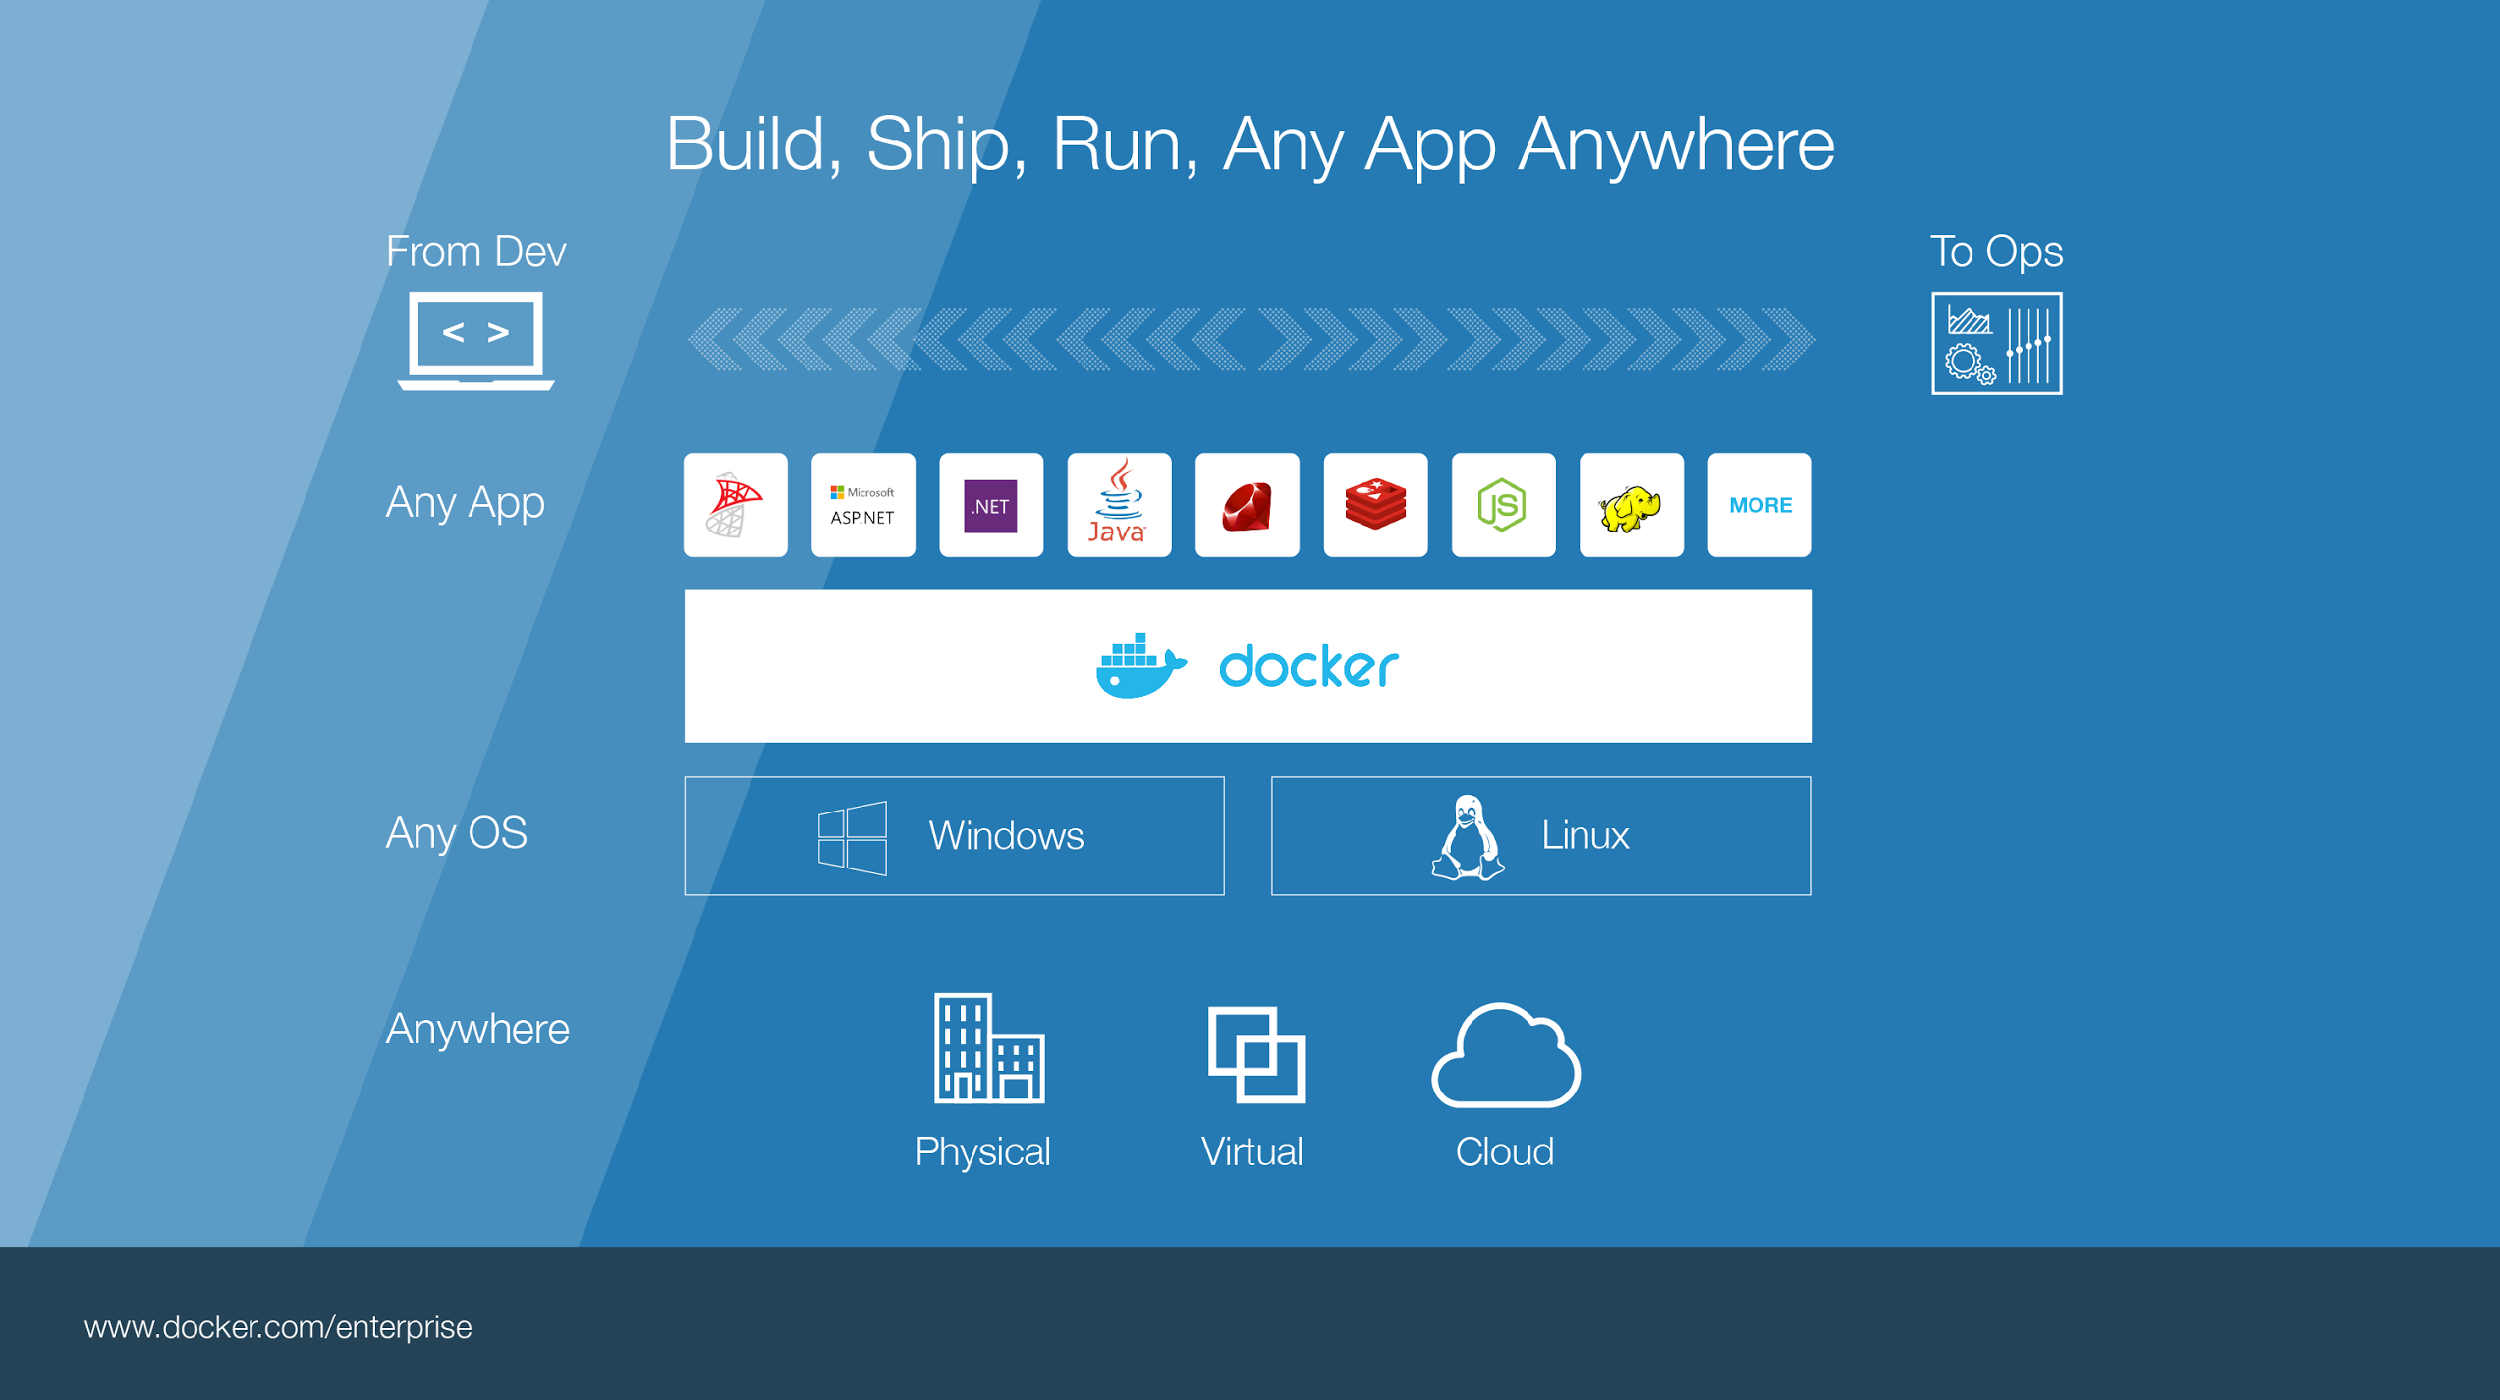 Build, Ship, Run, Any App Anywhere
From Dev
To Ops
< >
Any App
Microsoft
ASP.NET
.NET
Java
JS
MORE
docker
Any OS
Windows
Linux
Anywhere
Physical
Virtual
Cloud
www.docker.com/enterprise